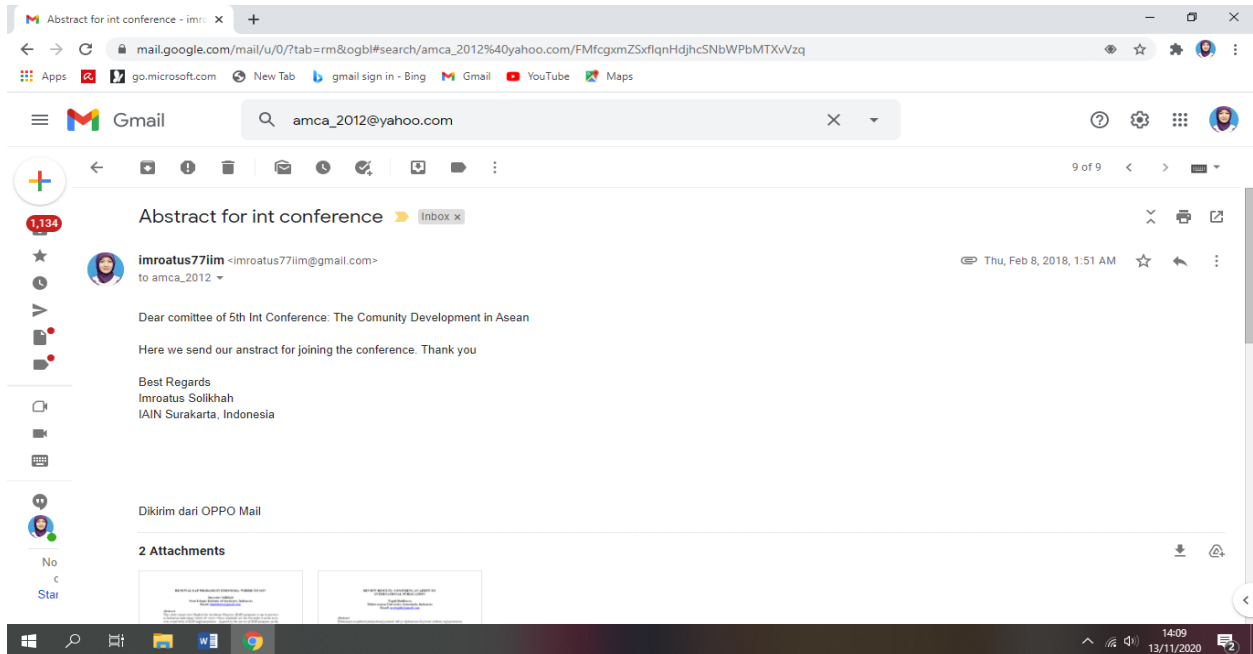 Abstract for int conference - imro
mail.google.com/mail/u/0/?tab=rm&ogbl#search/amca_2012%40yahoo.com/FMfcgxmZSxflqnHdjhcSNbWPbMTXvVzq
Apps go.microsoft.com New Tab gmail sign in - Bing Gmail YouTube Maps
Gmail amca_2012@yahoo.com
9 of 9
Abstract for int conference Inbox x
1,134
imroatus77iim <imroatus77iim@gmail.com> Thu, Feb 8, 2018, 1:51 AM
to amca_2012
Dear comittee of 5th Int Conference: The Comunity Development in Asean
Here we send our anstract for joining the conference. Thank you
Best Regards
Imroatus Solikhah
IAIN Surakarta, Indonesia
Dikirim dari OPPO Mail
2 Attachments
No
c
Star
14:09
13/11/2020
2